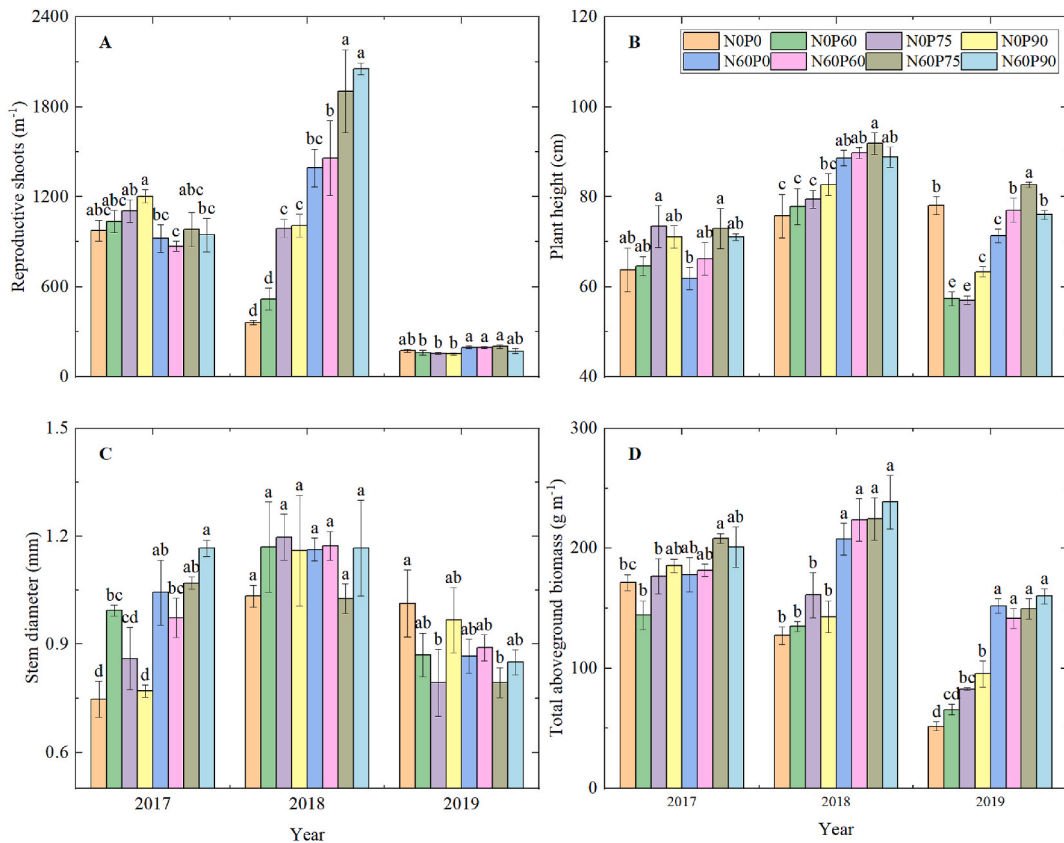 A
Reproductive shoots (m⁻¹)
2400
1800
1200
600
0
abc abc ab a bc c abc bc
d d c c bc b a a
ab b b b a a a ab
B
N0P0 N0P60 N0P75 N0P90
N60P0 N60P60 N60P75 N60P90
Plant height (cm)
120
100
80
60
40
ab ab a ab b ab a ab
c c c bc ab ab a ab
b e e c d b a b
C
Stem diameter (mm)
1.5
1.2
0.9
0.6
d bc cd d ab bc ab a
a a a a a a a a
a ab b ab ab ab b ab
2017 2018 2019
Year
D
Total aboveground biomass (g m⁻¹)
300
200
100
0
bc b b ab ab ab a ab
b b b b a a a a
d cd bc b a a a a
2017 2018 2019
Year